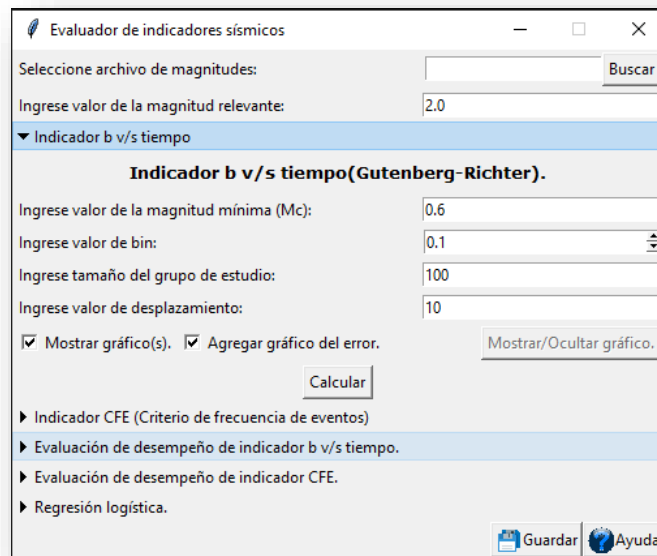 Evaluador de indicadores sísmicos
Seleccione archivo de magnitudes: Buscar
Ingrese valor de la magnitud relevante: 2.0
Indicador b v/s tiempo
Indicador b v/s tiempo(Gutenberg-Richter).
Ingrese valor de la magnitud mínima (Mc): 0.6
Ingrese valor de bin: 0.1
Ingrese tamaño del grupo de estudio: 100
Ingrese valor de desplazamiento: 10
Mostrar gráfico(s). Agregar gráfico del error. Mostrar/Ocultar gráfico.
Calcular
Indicador CFE (Criterio de frecuencia de eventos)
Evaluación de desempeño de indicador b v/s tiempo.
Evaluación de desempeño de indicador CFE.
Regresión logística.
Guardar Ayuda